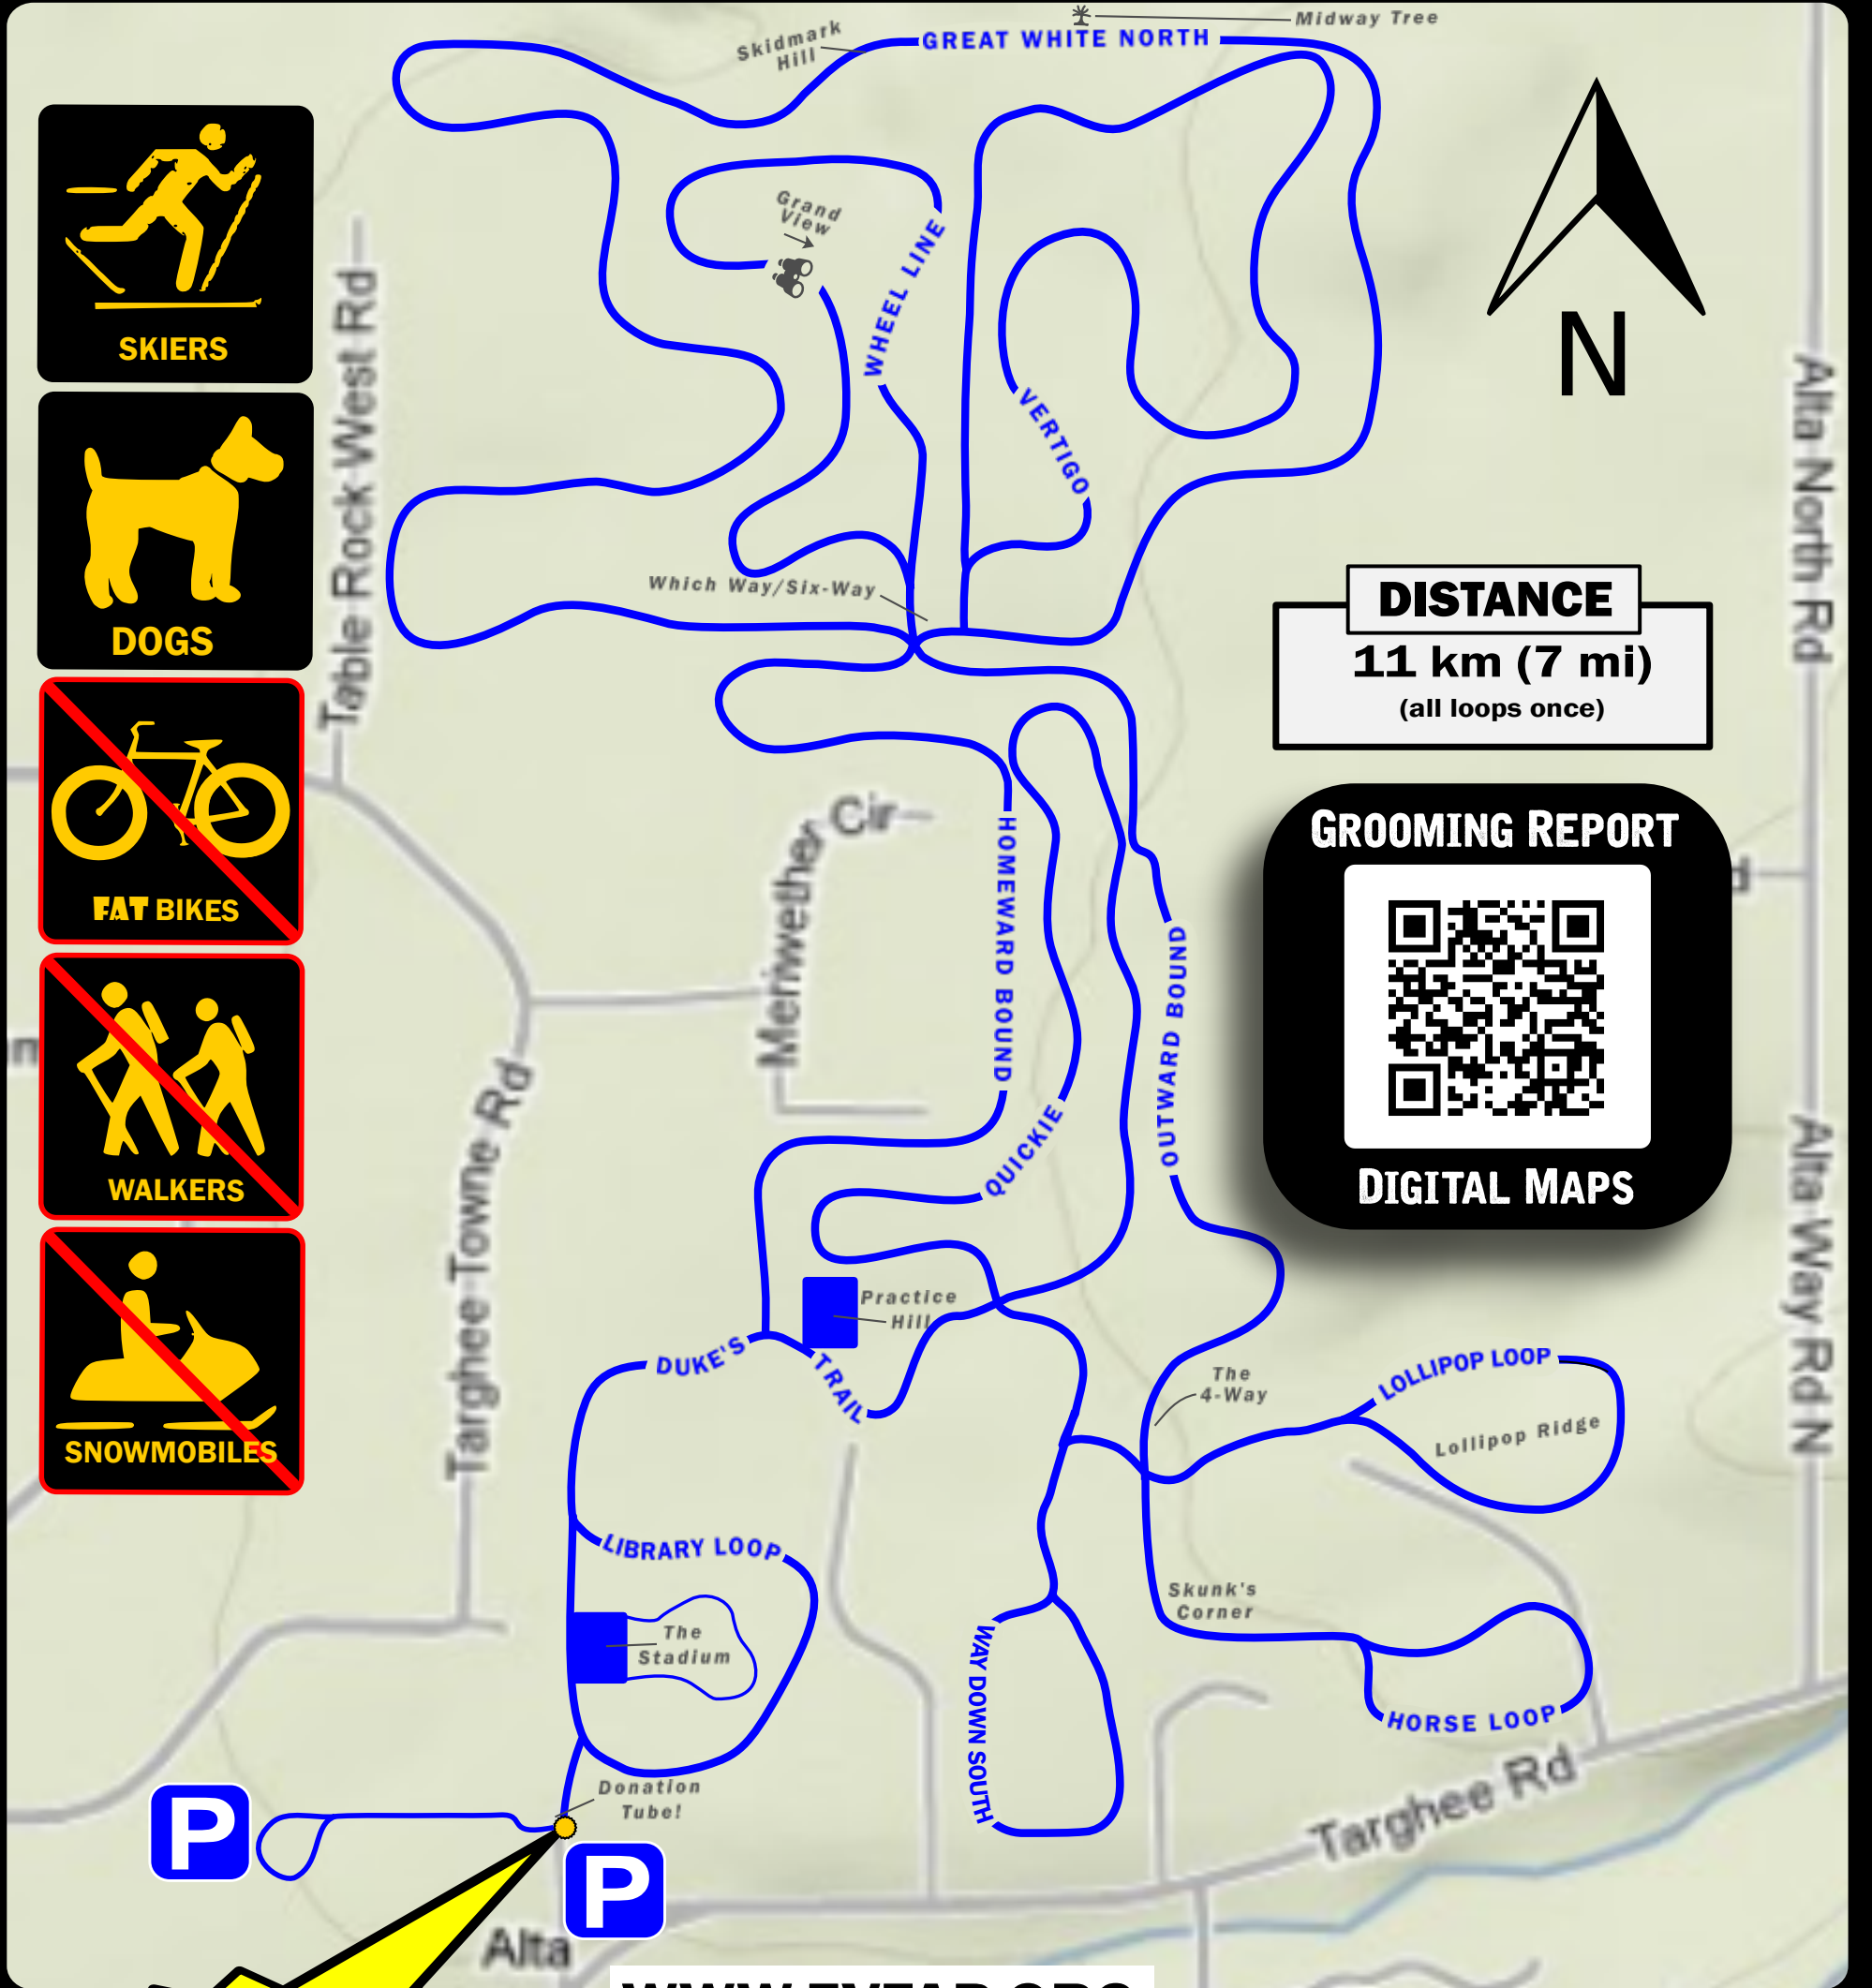 Skidmark
Hill
GREAT WHITE NORTH
Midway Tree
SKIERS
Grand
View
WHEEL LINE
VERTIGO
N
Table Rock West Rd
Alta North Rd
DOGS
Which Way/Six-Way
DISTANCE
11 km (7 mi)
(all loops once)
FAT BIKES
Meriwether Cir
HOMEWARD BOUND
OUTWARD BOUND
GROOMING REPORT
DIGITAL MAPS
WALKERS
Targhee Towne Rd
QUICKIE
Alta Way Rd N
Practice
Hill
DUKE'S
TRAIL
The
4-Way
LOLLIPOP LOOP
Lollipop Ridge
SNOWMOBILES
LIBRARY LOOP
The
Stadium
Skunk's
Corner
WAY DOWN SOUTH
HORSE LOOP
Targhee Rd
Donation
Tube!
P
P
Alta